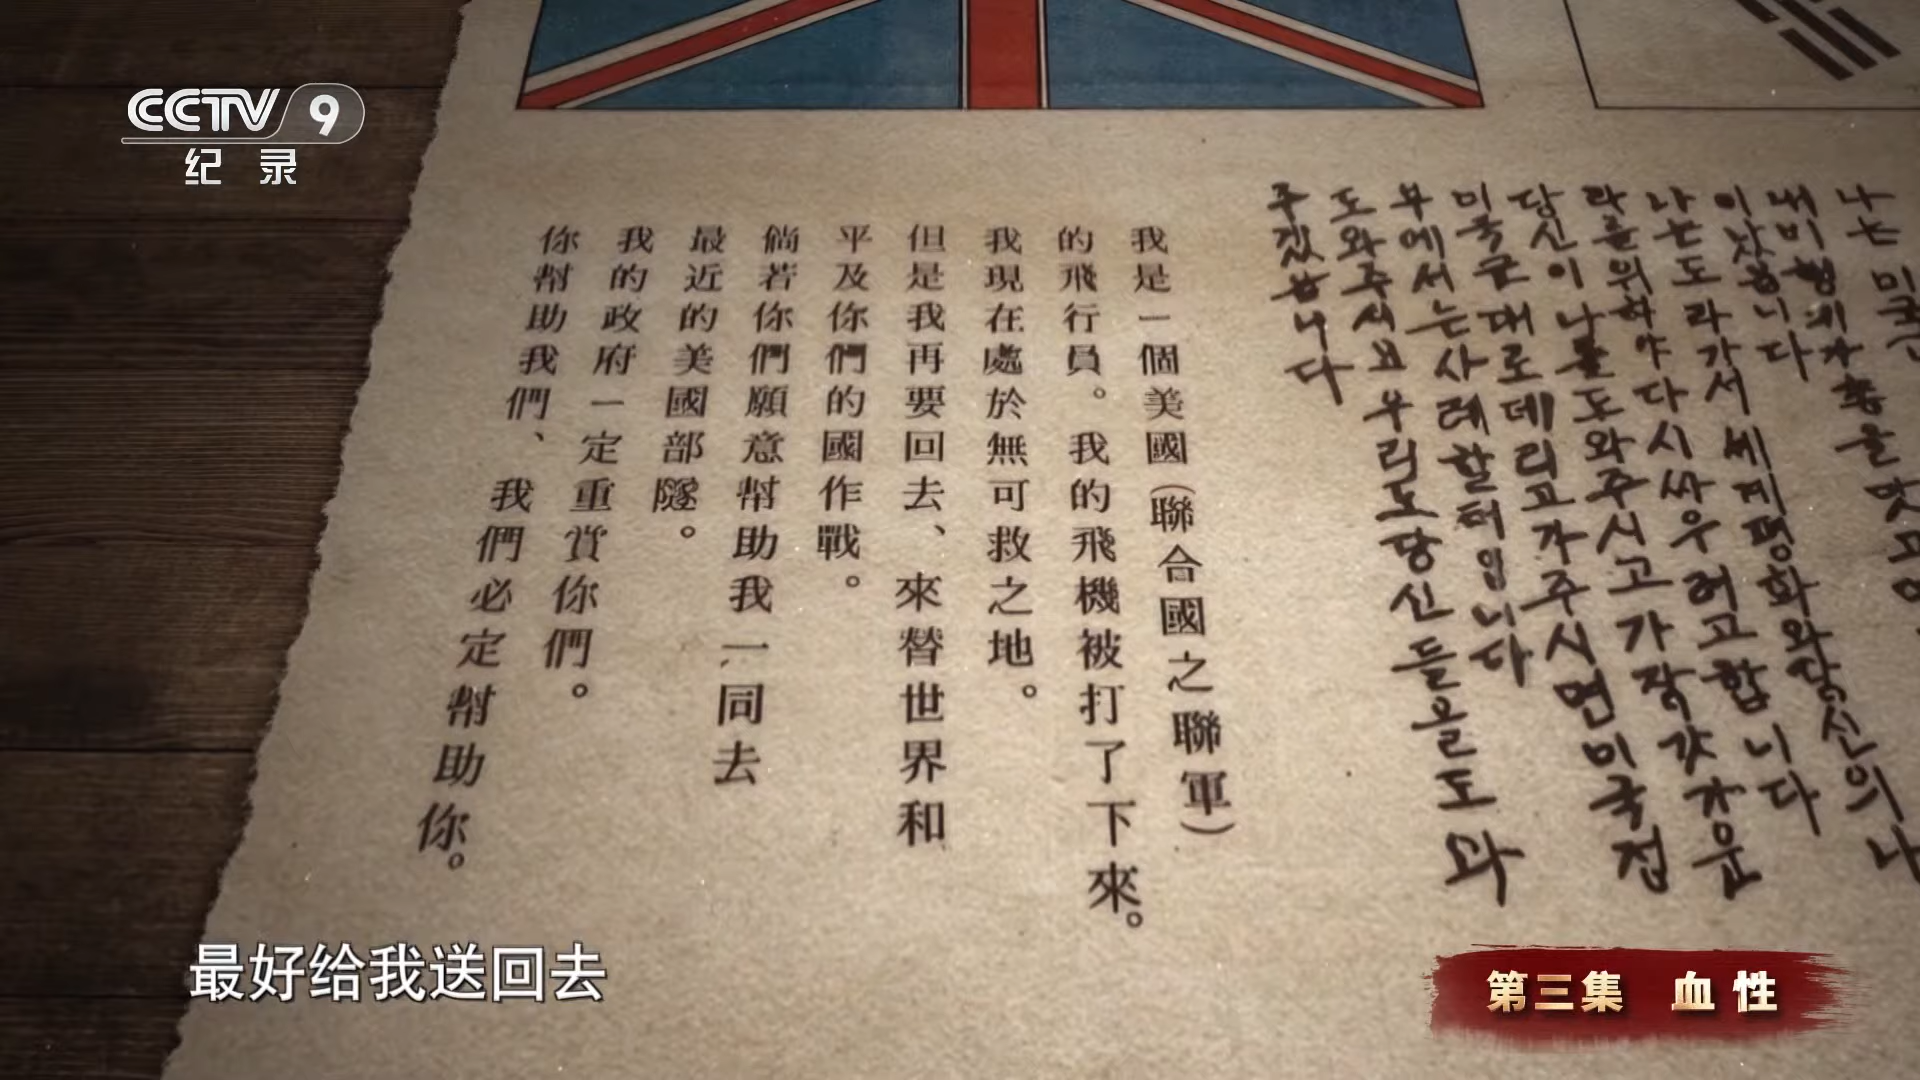 CCTV 9
纪 录
나는 미국
내 비행기가 총을 맞고
이 났습니다
나는 도라가서 세계평화와 당신의 나
라를 위하야 다시 싸우려고 합니다
당신이 나를 도와주시고 가장 갓가운
미국군대로 데리고 가주시면 미국 정
부에서는 사례할 터입니다
도와주시요 우리도 당신들을 도와
주겠습니다
我是一個美國(聯合國之聯軍)
的飛行員。我的飛機被打了下來。
我現在處於無可救之地。
但是我再要回去、來替世界和
平及你們的國作戰。
倘若你們願意幫助我一同去
最近的美國部隧。
我的政府一定重賞你們。
你幫助我們、我們必定幫助你。
最好给我送回去
第三集 血性